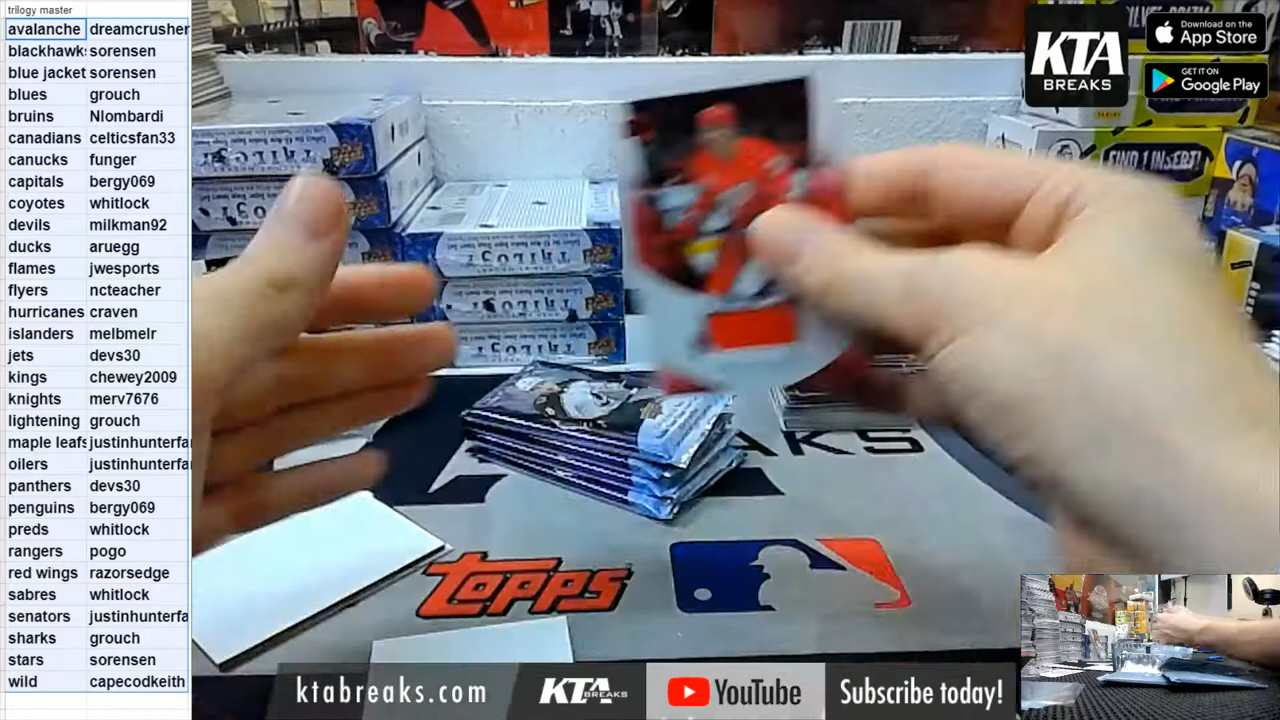 trilogy master
avalanche dreamcrusher
blackhawks sorensen
blue jacket sorensen
blues grouch
bruins Nlombardi
canadians celticsfan33
canucks funger
capitals bergy069
coyotes whitlock
devils milkman92
ducks aruegg
flames jwesports
flyers ncteacher
hurricanes craven
islanders melbmelr
jets devs30
kings chewey2009
knights merv7676
lightening grouch
maple leafs justinhunterfa
oilers justinhunterfa
panthers devs30
penguins bergy069
preds whitlock
rangers pogo
red wings razorsedge
sabres whitlock
senators justinhunterfa
sharks grouch
stars sorensen
wild capecodkeith
KTA
BREAKS
Download on the
App Store
GET IT ON
Google Play
FIND 1 INSERT!
TRILOGY
TRILOGY
TRILOGY
TRILOGY
TRILOGY
EAKS
TOPPS
ktabreaks.com
KTA BREAKS
YouTube
Subscribe today!